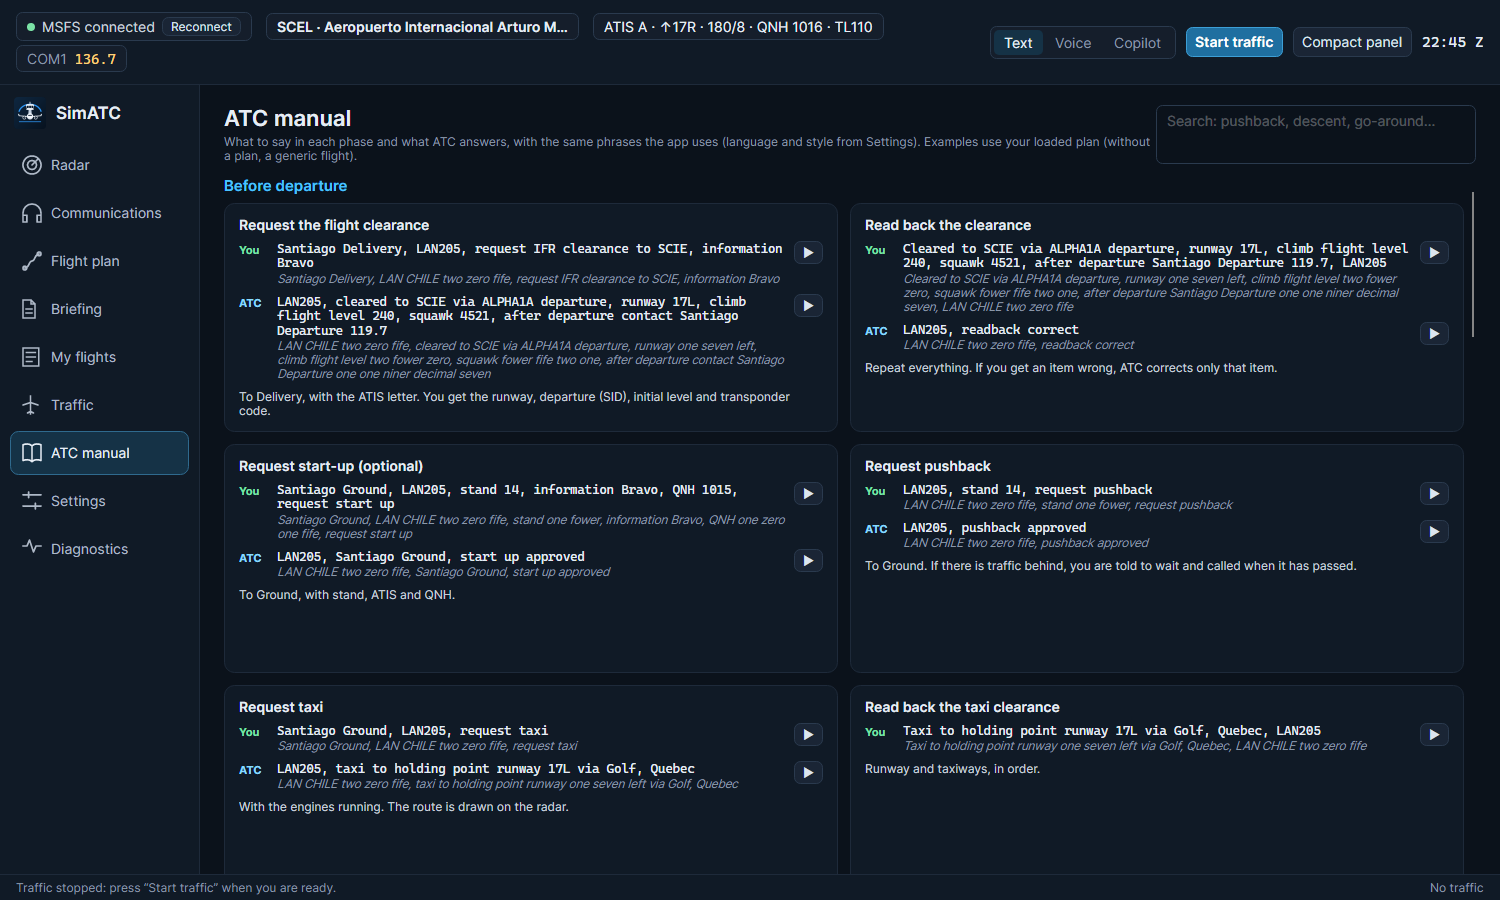 MSFS connected
Reconnect
SCEL · Aeropuerto Internacional Arturo M...
ATIS A · ↑17R · 180/8 · QNH 1016 · TL110
COM1 136.7
Text
Voice
Copilot
Start traffic
Compact panel
22:45 Z
SimATC
Radar
Communications
Flight plan
Briefing
My flights
Traffic
ATC manual
Settings
Diagnostics
ATC manual
What to say in each phase and what ATC answers, with the same phrases the app uses (language and style from Settings). Examples use your loaded plan (without
a plan, a generic flight).
Search: pushback, descent, go-around...
Before departure
Request the flight clearance
You
Santiago Delivery, LAN205, request IFR clearance to SCIE, information
Bravo
Santiago Delivery, LAN CHILE two zero fife, request IFR clearance to SCIE, information Bravo
ATC
LAN205, cleared to SCIE via ALPHA1A departure, runway 17L, climb
flight level 240, squawk 4521, after departure contact Santiago
Departure 119.7
LAN CHILE two zero fife, cleared to SCIE via ALPHA1A departure, runway one seven left,
climb flight level two fower zero, squawk fower fife two one, after departure contact Santiago
Departure one one niner decimal seven
To Delivery, with the ATIS letter. You get the runway, departure (SID), initial level and transponder
code.
Read back the clearance
You
Cleared to SCIE via ALPHA1A departure, runway 17L, climb flight level
240, squawk 4521, after departure Santiago Departure 119.7, LAN205
Cleared to SCIE via ALPHA1A departure, runway one seven left, climb flight level two fower
zero, squawk fower fife two one, after departure Santiago Departure one one niner decimal
seven, LAN CHILE two zero fife
ATC
LAN205, readback correct
LAN CHILE two zero fife, readback correct
Repeat everything. If you get an item wrong, ATC corrects only that item.
Request start-up (optional)
You
Santiago Ground, LAN205, stand 14, information Bravo, QNH 1015,
request start up
Santiago Ground, LAN CHILE two zero fife, stand one fower, information Bravo, QNH one zero
one fife, request start up
ATC
LAN205, Santiago Ground, start up approved
LAN CHILE two zero fife, Santiago Ground, start up approved
To Ground, with stand, ATIS and QNH.
Request pushback
You
LAN205, stand 14, request pushback
LAN CHILE two zero fife, stand one fower, request pushback
ATC
LAN205, pushback approved
LAN CHILE two zero fife, pushback approved
To Ground. If there is traffic behind, you are told to wait and called when it has passed.
Request taxi
You
Santiago Ground, LAN205, request taxi
Santiago Ground, LAN CHILE two zero fife, request taxi
ATC
LAN205, taxi to holding point runway 17L via Golf, Quebec
LAN CHILE two zero fife, taxi to holding point runway one seven left via Golf, Quebec
With the engines running. The route is drawn on the radar.
Read back the taxi clearance
You
Taxi to holding point runway 17L via Golf, Quebec, LAN205
Taxi to holding point runway one seven left via Golf, Quebec, LAN CHILE two zero fife
Runway and taxiways, in order.
Traffic stopped: press “Start traffic” when you are ready.
No traffic